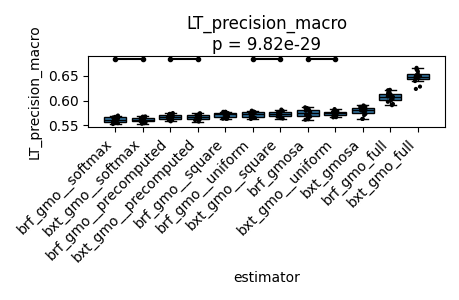 LT_precision_macro
p = 9.82e-29
LT_precision_macro
0.65
0.60
0.55
brf_gmo__softmax
bxt_gmo__softmax
brf_gmo__precomputed
bxt_gmo__precomputed
brf_gmo__square
brf_gmo__uniform
bxt_gmo__square
brf_gmosa
bxt_gmo__uniform
bxt_gmosa
brf_gmo_full
bxt_gmo_full
estimator